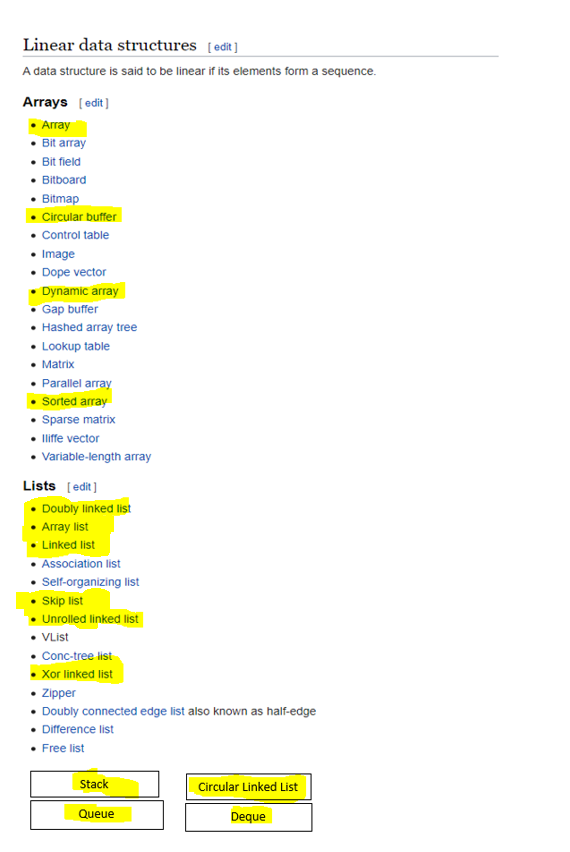 Linear data structures [ edit ]
A data structure is said to be linear if its elements form a sequence.
Arrays [ edit ]
• Array
• Bit array
• Bit field
• Bitboard
• Bitmap
• Circular buffer
• Control table
• Image
• Dope vector
• Dynamic array
• Gap buffer
• Hashed array tree
• Lookup table
• Matrix
• Parallel array
• Sorted array
• Sparse matrix
• Iliffe vector
• Variable-length array
Lists [ edit ]
• Doubly linked list
• Array list
• Linked list
• Association list
• Self-organizing list
• Skip list
• Unrolled linked list
• VList
• Conc-tree list
• Xor linked list
• Zipper
• Doubly connected edge list also known as half-edge
• Difference list
• Free list
Stack
Circular Linked List
Queue
Deque